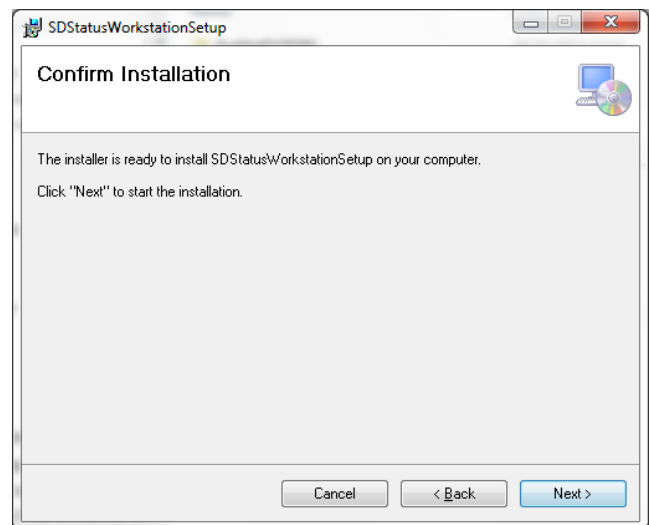 SDStatusWorkstationSetup
Confirm Installation
The installer is ready to install SDStatusWorkstationSetup on your computer.
Click "Next" to start the installation.
Cancel
< Back
Next >